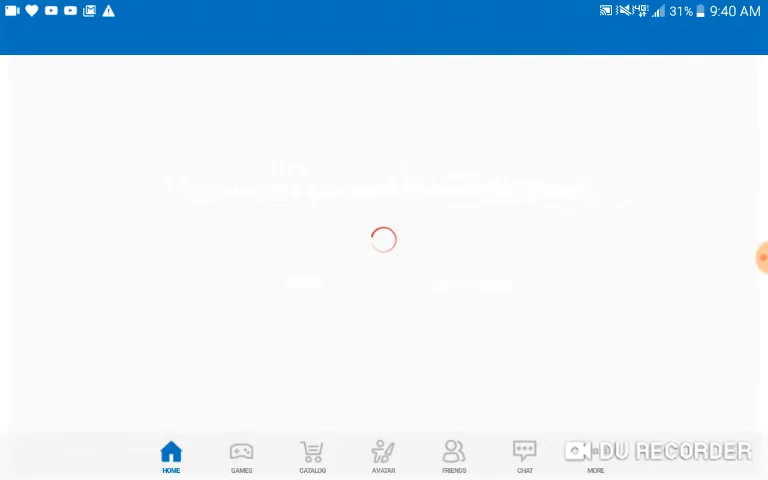 31% 9:40 AM
HOME GAMES CATALOG AVATAR FRIENDS CHAT MORE
DU RECORDER